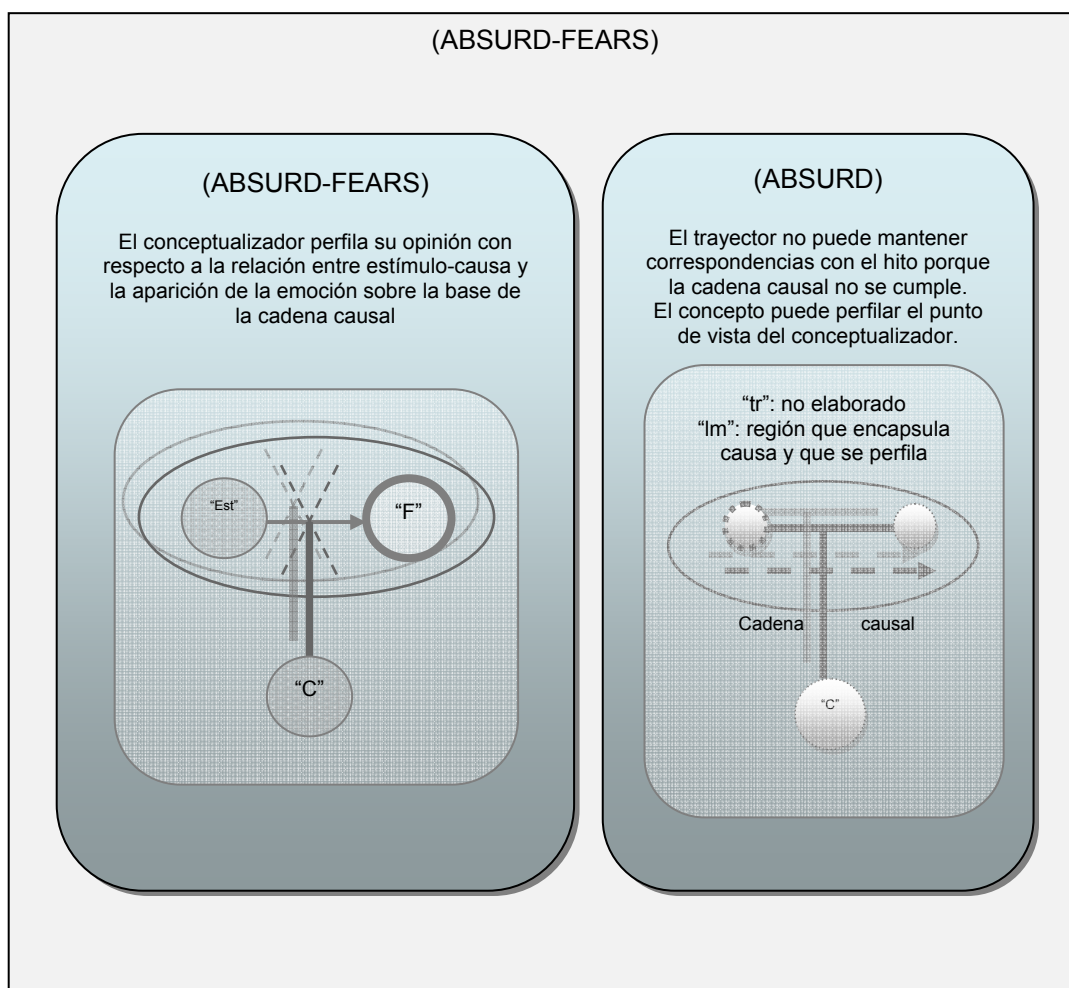 (ABSURD-FEARS)
(ABSURD-FEARS)
El conceptualizador perfila su opinión con
respecto a la relación entre estímulo-causa y
la aparición de la emoción sobre la base de
la cadena causal
“Est”
“F”
“C”
(ABSURD)
El trayector no puede mantener
correspondencias con el hito porque
la cadena causal no se cumple.
El concepto puede perfilar el punto
de vista del conceptualizador.
“tr”: no elaborado
“lm”: región que encapsula
causa y que se perfila
Cadena causal
“C”